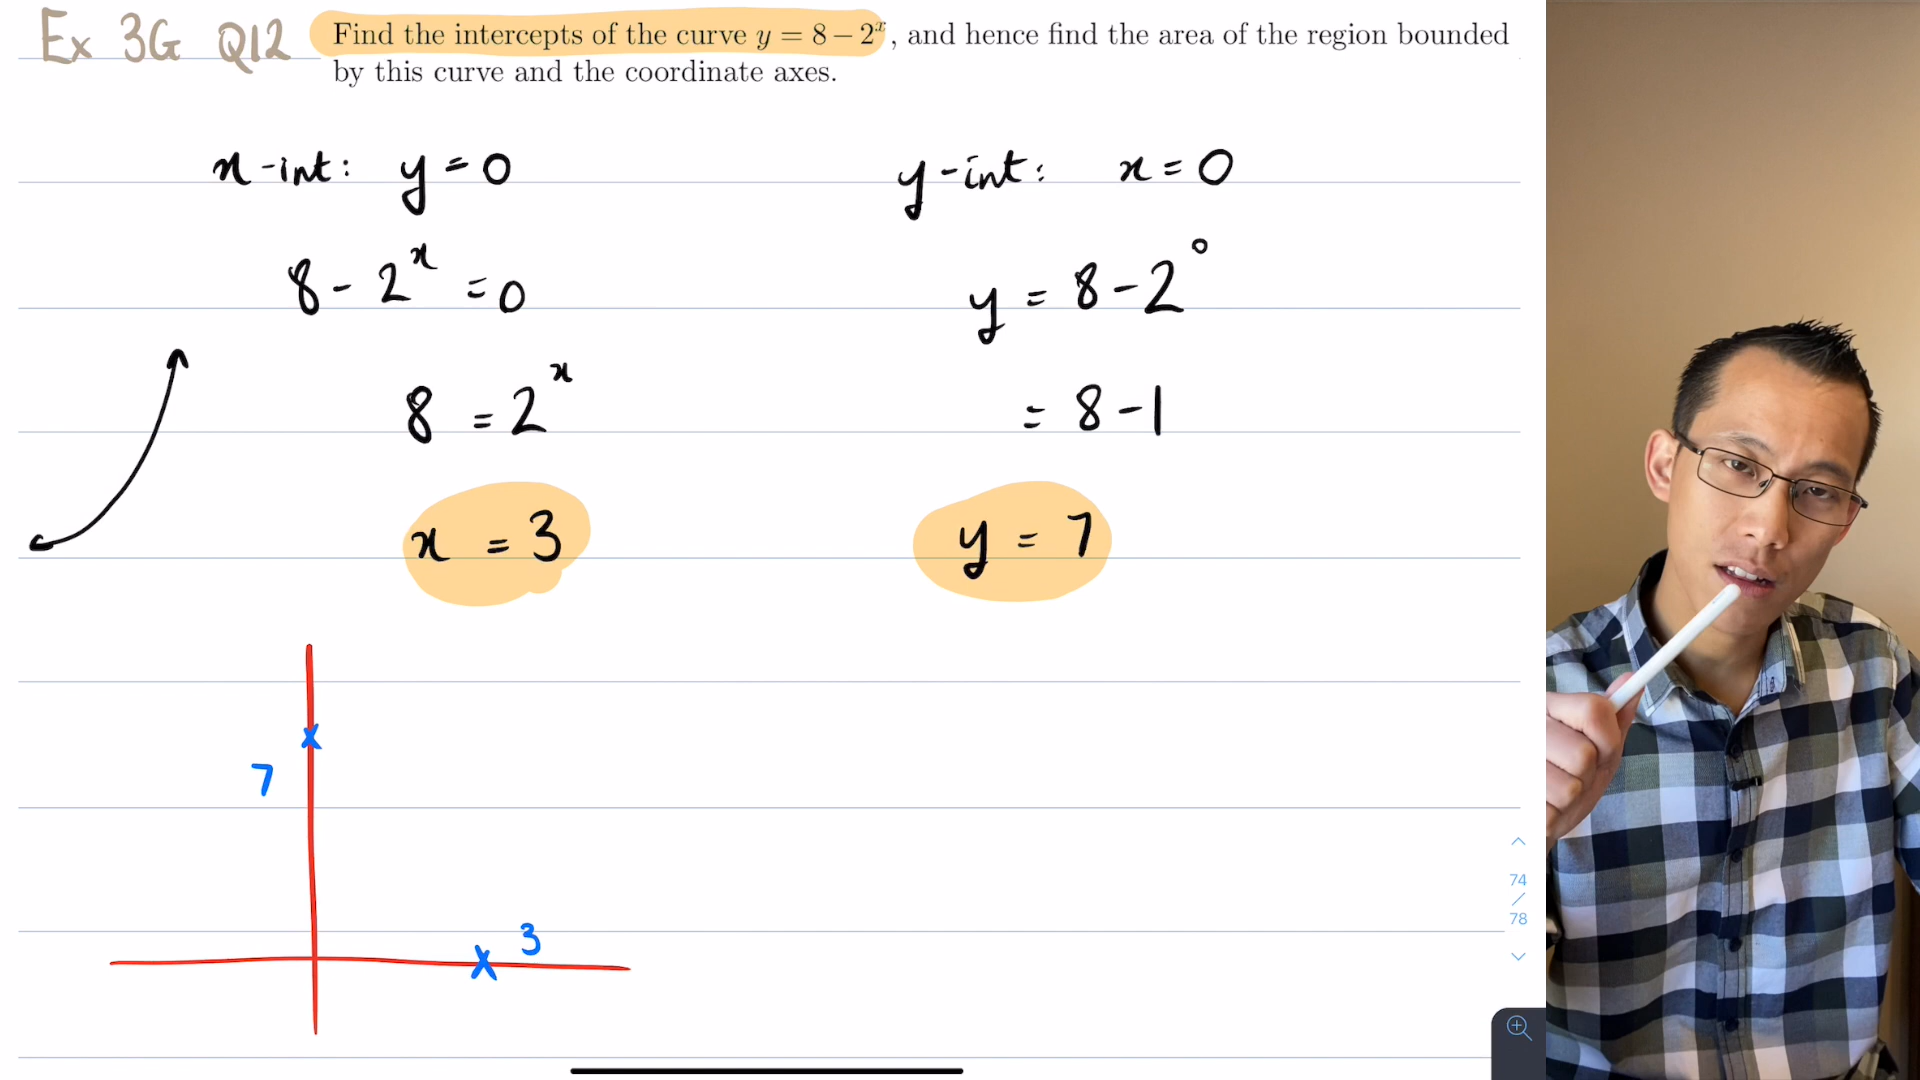 Ex 3G Q12 Find the intercepts of the curve y = 8 − 2^x, and hence find the area of the region bounded
by this curve and the coordinate axes.
x-int: y = 0
8 - 2^x = 0
8 = 2^x
x = 3
y-int: x = 0
y = 8 - 2^0
= 8 - 1
y = 7
7
3
74
/
78